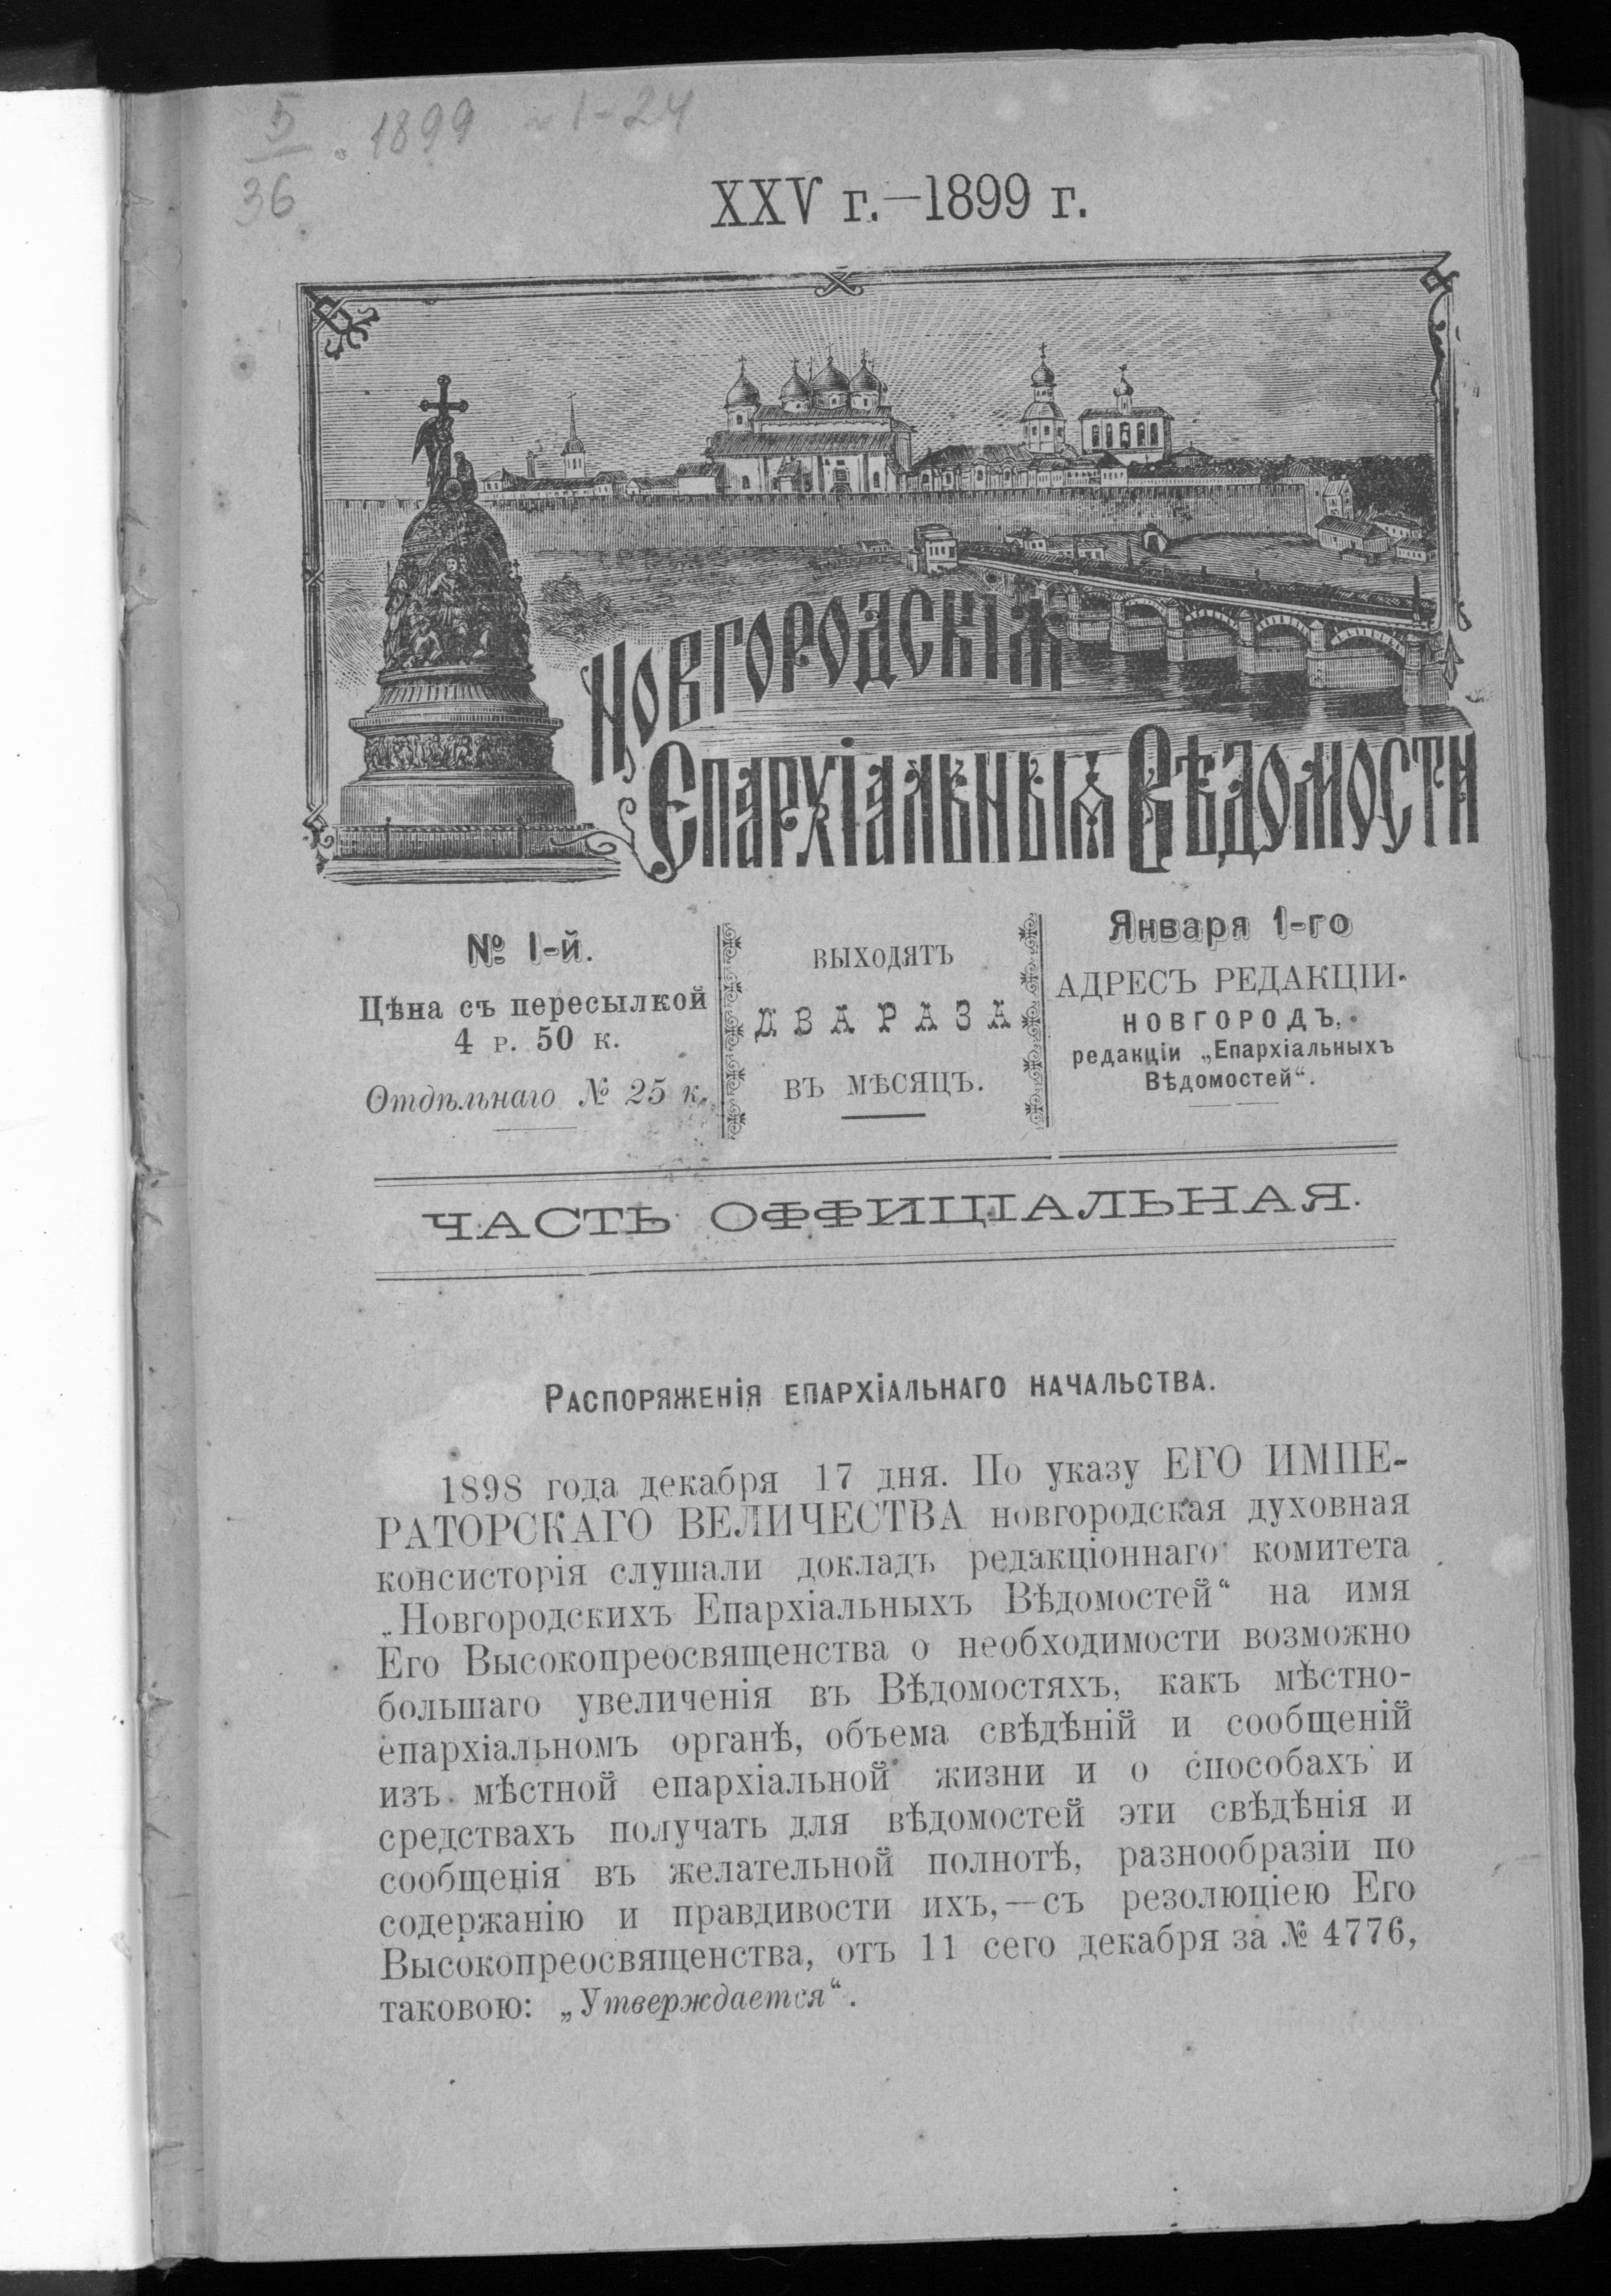 5 1899 1-24
36
XXV г.—1899 г.
Новгородскія
Епархіальныя Вѣдомости
№ 1-й.
Цѣна съ пересылкой
4 р. 50 к.
Отдѣльнаго № 25 к.
выходятъ
ДВА РАЗА
въ мѣсяцъ.
Января 1-го
АДРЕСЪ РЕДАКЦІИ.
НОВГОРОДЪ,
редакціи „Епархіальныхъ
Вѣдомостей“.
ЧАСТЬ ОФФИЦІАЛЬНАЯ.
Распоряженія епархіальнаго начальства.
1898 года декабря 17 дня. По указу ЕГО ИМПЕ-
РАТОРСКАГО ВЕЛИЧЕСТВА новгородская духовная
консисторія слушали докладъ редакціоннаго комитета
„Новгородскихъ Епархіальныхъ Вѣдомостей“ на имя
Его Высокопреосвященства о необходимости возможно
большаго увеличенія въ Вѣдомостяхъ, какъ мѣстно-
епархіальномъ органѣ, объема свѣдѣній и сообщеній
изъ мѣстной епархіальной жизни и о способахъ и
средствахъ получать для вѣдомостей эти свѣдѣнія и
сообщенія въ желательной полнотѣ, разнообразіи по
содержанію и правдивости ихъ,—съ резолюціею Его
Высокопреосвященства, отъ 11 сего декабря за № 4776,
таковою: „Утверждается“.